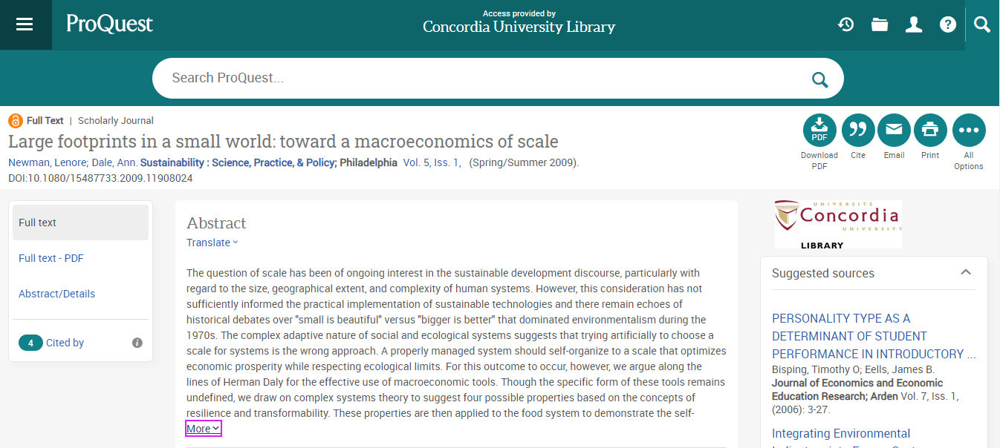 ProQuest
Access provided by
Concordia University Library
Search ProQuest...
Full Text | Scholarly Journal
Large footprints in a small world: toward a macroeconomics of scale
Newman, Lenore; Dale, Ann. Sustainability : Science, Practice, & Policy; Philadelphia Vol. 5, Iss. 1, (Spring/Summer 2009).
DOI:10.1080/15487733.2009.11908024
PDF
Download PDF
Cite
Email
Print
All Options
Full text
Full text - PDF
Abstract/Details
4 Cited by
Abstract
Translate
The question of scale has been of ongoing interest in the sustainable development discourse, particularly with
regard to the size, geographical extent, and complexity of human systems. However, this consideration has not
sufficiently informed the practical implementation of sustainable technologies and there remain echoes of
historical debates over "small is beautiful" versus "bigger is better" that dominated environmentalism during the
1970s. The complex adaptive nature of social and ecological systems suggests that trying artificially to choose a
scale for systems is the wrong approach. A properly managed system should self-organize to a scale that optimizes
economic prosperity while respecting ecological limits. For this outcome to occur, however, we argue along the
lines of Herman Daly for the effective use of macroeconomic tools. Though the specific form of these tools remains
undefined, we draw on complex systems theory to suggest four possible properties based on the concepts of
resilience and transformability. These properties are then applied to the food system to demonstrate the self-
More
UNIVERSITÉ
Concordia
UNIVERSITY
LIBRARY
Suggested sources
PERSONALITY TYPE AS A
DETERMINANT OF STUDENT
PERFORMANCE IN INTRODUCTORY ...
Bisping, Timothy O; Eells, James B.
Journal of Economics and Economic
Education Research; Arden Vol. 7, Iss. 1,
(2006): 3-27.
Integrating Environmental